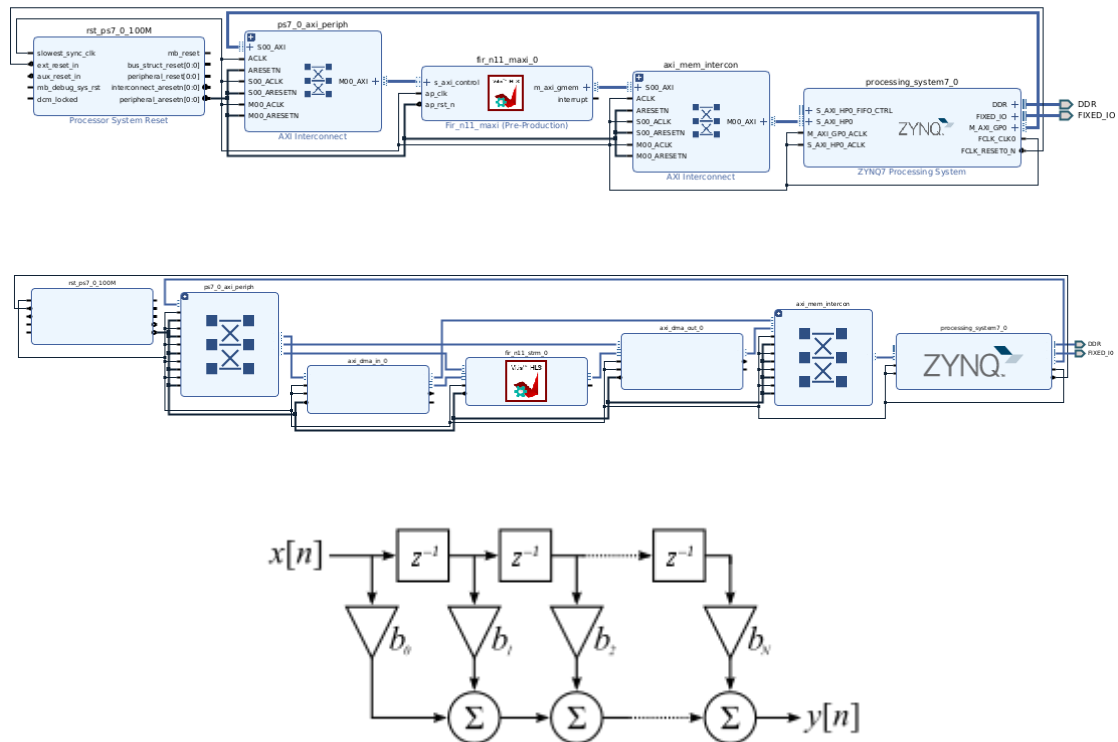 rst_ps7_0_100M
slowest_sync_clk
ext_reset_in
aux_reset_in
mb_debug_sys_rst
dcm_locked
mb_reset
bus_struct_reset[0:0]
peripheral_reset[0:0]
interconnect_aresetn[0:0]
peripheral_aresetn[0:0]
Processor System Reset
ps7_0_axi_periph
S00_AXI
ACLK
ARESETN
S00_ACLK
S00_ARESETN
M00_ACLK
M00_ARESETN
M00_AXI
AXI Interconnect
fir_n11_maxi_0
s_axi_control
ap_clk
ap_rst_n
m_axi_gmem
interrupt
Fir_n11_maxi (Pre-Production)
axi_mem_intercon
S00_AXI
ACLK
ARESETN
S00_ACLK
S00_ARESETN
M00_ACLK
M00_ARESETN
M00_AXI
AXI Interconnect
processing_system7_0
S_AXI_HP0_FIFO_CTRL
S_AXI_HP0
M_AXI_GP0_ACLK
S_AXI_HP0_ACLK
ZYNQ
DDR
FIXED_IO
M_AXI_GP0
FCLK_CLK0
FCLK_RESET0_N
ZYNQ7 Processing System
DDR
FIXED_IO
rst_ps7_0_100M
ps7_0_axi_periph
axi_dma_in_0
fir_n11_strm_0
HLS
axi_dma_out_0
axi_mem_intercon
processing_system7_0
ZYNQ
DDR
FIXED_IO
x[n] z⁻¹ z⁻¹ z⁻¹
b₀ b₁ b₂ b_N
Σ Σ Σ y[n]